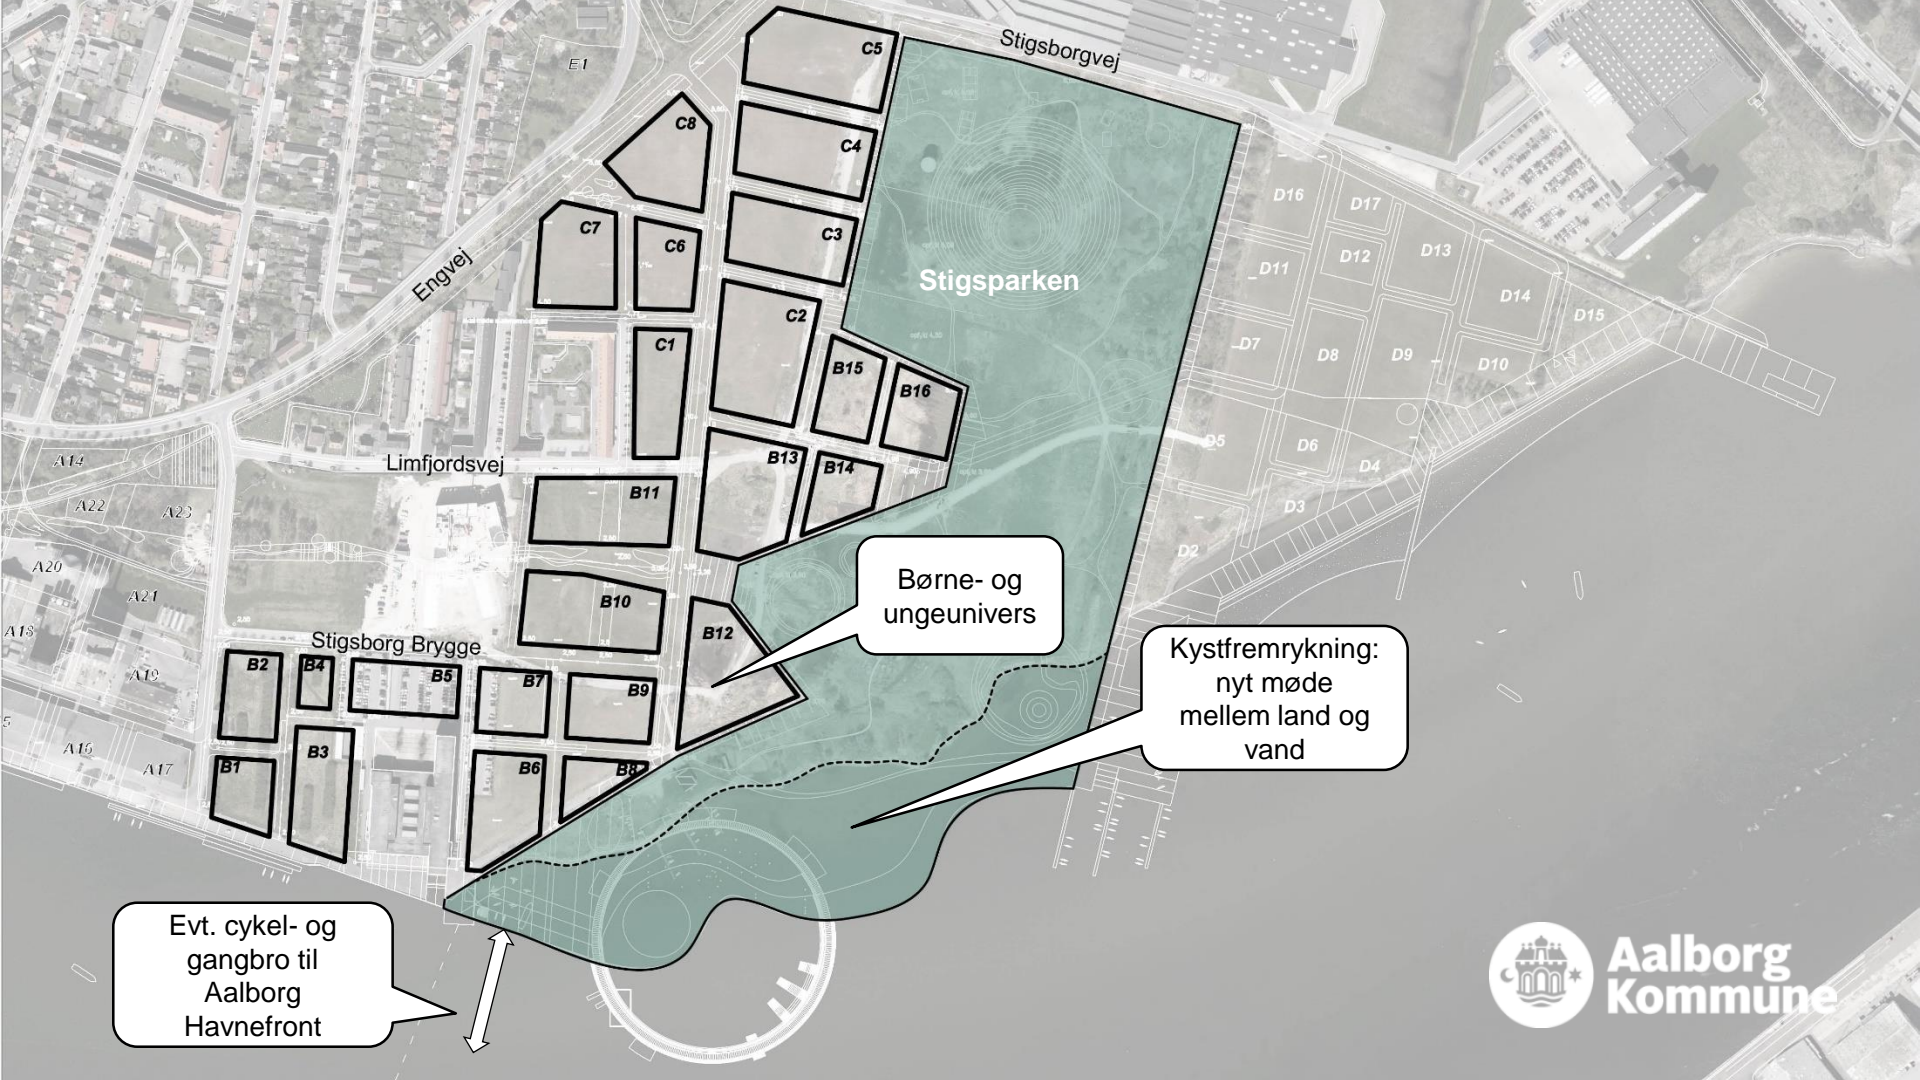 Stigsborgvej
C5
E1
C8
C4
C3
C7
C6
Engvej
Stigsparken
C2
C1
B15
B16
D16
D17
D11
D12
D13
D14
D15
D7
D8
D9
D10
D5
D6
D4
D3
D2
A14
A22
A23
Limfjordsvej
B13
B14
B11
A20
A21
A13
A19
A16
A17
B10
B12
Stigsborg Brygge
B2
B4
B5
B7
B9
B1
B3
B6
B8
Børne- og
ungeunivers
Kystfremrykning:
nyt møde
mellem land og
vand
Evt. cykel- og
gangbro til
Aalborg
Havnefront
Aalborg
Kommune